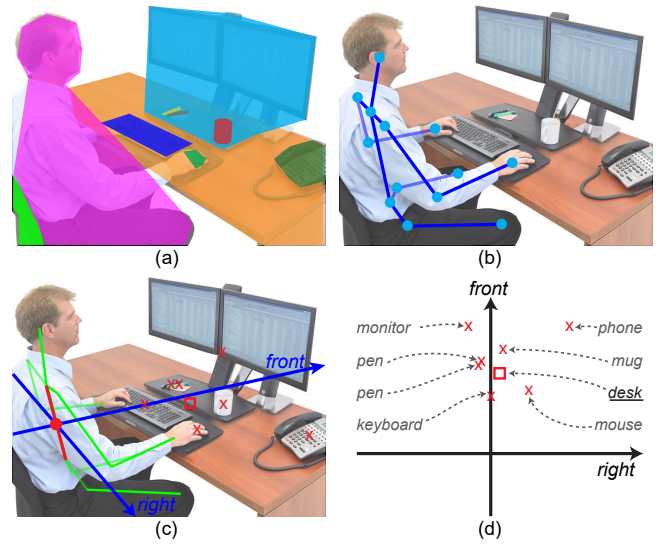 (a)
(b)
front
right
(c)
front
monitor
phone
pen
mug
pen
desk
keyboard
mouse
right
(d)